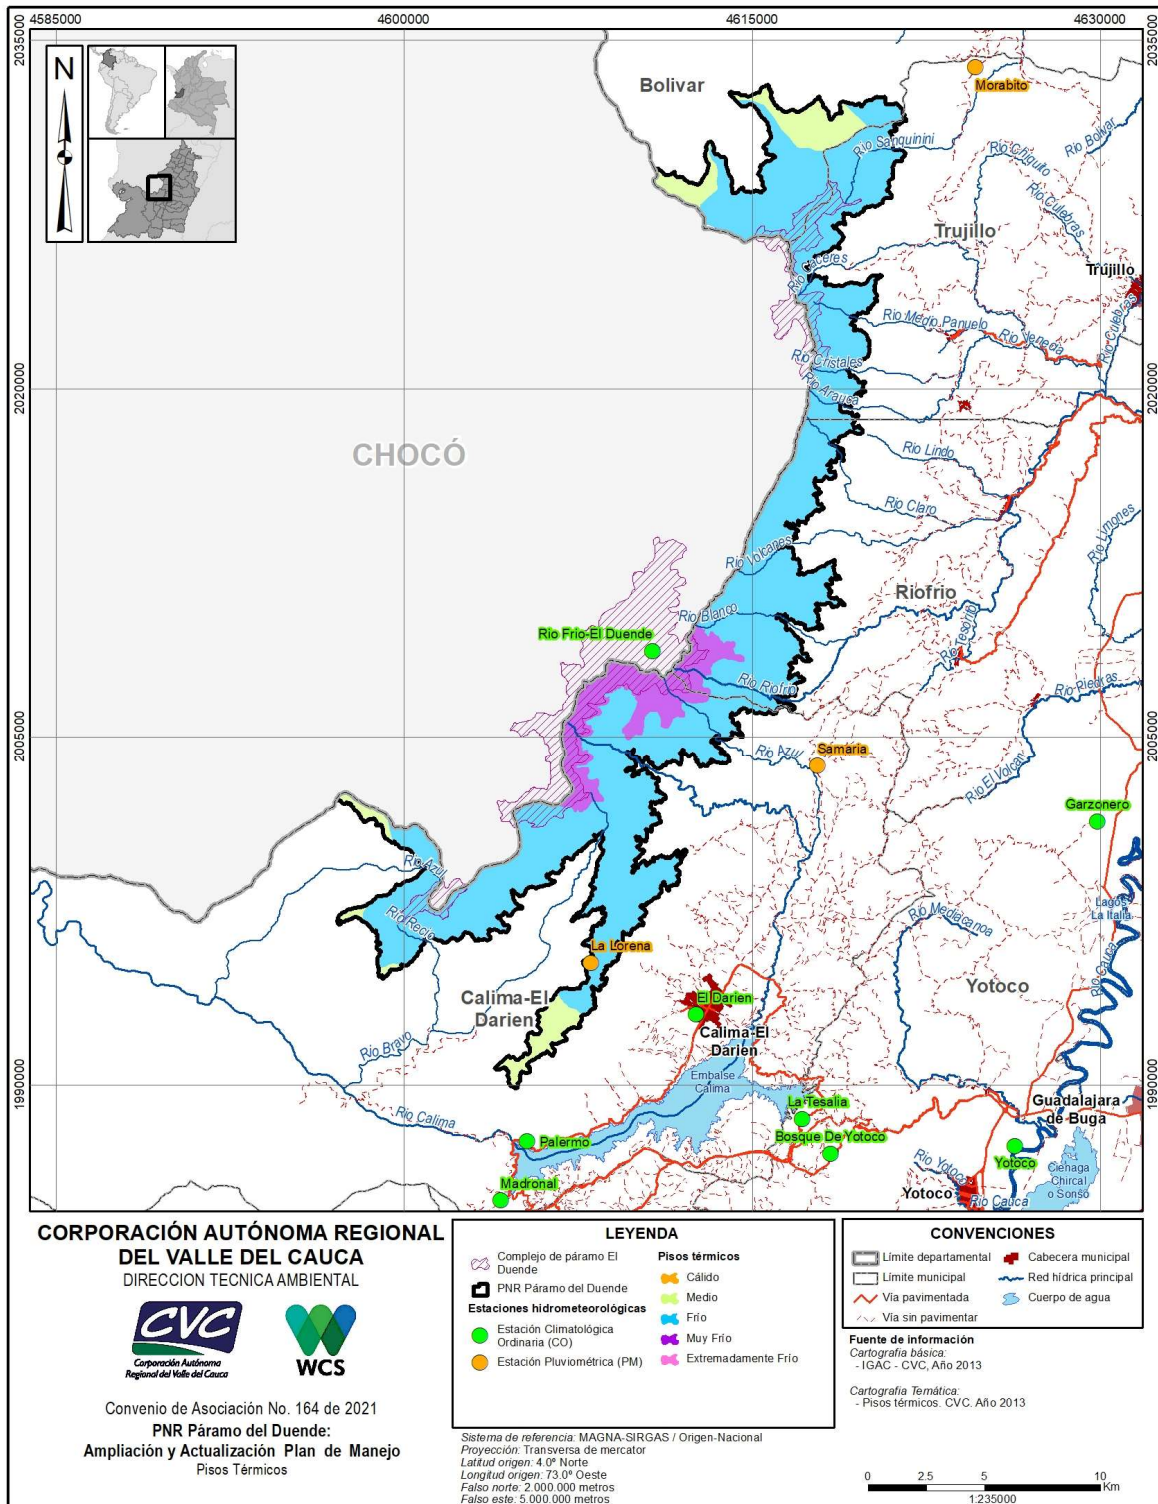 4585000
4600000
4615000
4630000
2035000
2035000
N
Bolivar
Morabito
Rio Sanquinini
Rio Chiquito
Rio Bolivar
Rio Culebras
Trujillo
Trujillo
Rio Caceres
Rio Culebras
Rio Medio Panuelo
Rio Venecia
Rio Cristales
Rio Arauca
2020000
2020000
CHOCÓ
Rio Lindo
Rio Claro
Rio Limones
Rio Volcanes
Riofrio
Rio Blanco
Rio Frio-El Duende
Rio Tesorito
Rio Riofrio
Rio Piedras
2005000
2005000
Rio Azul
Samaria
Rio El Volcan
Garzonero
Rio Azul
Rio Recio
Lagos
La Italia
Rio Mediacanoa
Rio Cauca
La Lorena
Yotoco
Calima-El
Darien
El Darien
Calima-El
Darien
Rio Bravo
Embalse
Calima
1990000
1990000
Rio Calima
La Tesalia
Guadalajara
de Buga
Bosque De Yotoco
Palermo
Yotoco
Rio Yotoco
Cienaga
Chircal
o Sonso
Madronal
Yotoco
Rio Cauca
CORPORACIÓN AUTÓNOMA REGIONAL
DEL VALLE DEL CAUCA
DIRECCION TECNICA AMBIENTAL
CVC
Corporación Autónoma
Regional del Valle del Cauca
WCS
Convenio de Asociación No. 164 de 2021
PNR Páramo del Duende:
Ampliación y Actualización Plan de Manejo
Pisos Térmicos
LEYENDA
Complejo de páramo El
Duende
PNR Páramo del Duende
Estaciones hidrometeorológicas
Estación Climatológica
Ordinaria (CO)
Estación Pluviométrica (PM)
Pisos térmicos
Cálido
Medio
Frío
Muy Frío
Extremadamente Frío
Sistema de referencia: MAGNA-SIRGAS / Origen-Nacional
Proyección: Transversa de mercator
Latitud origen: 4.0º Norte
Longitud origen: 73.0º Oeste
Falso norte: 2.000.000 metros
Falso este: 5.000.000 metros
CONVENCIONES
Límite departamental
Límite municipal
Vía pavimentada
Vía sin pavimentar
Cabecera municipal
Red hídrica principal
Cuerpo de agua
Fuente de información
Cartografía básica:
- IGAC - CVC, Año 2013
Cartografía Temática:
- Pisos térmicos. CVC. Año 2013
0 2.5 5 10
Km
1:235000